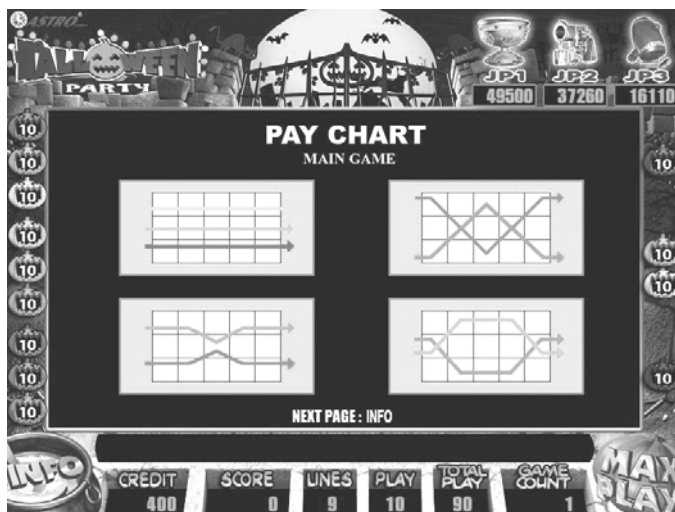 ASTRO
HALLOWEEN
PARTY
JP1 JP2 JP3
49500 37260 16110
PAY CHART
MAIN GAME
10
10
10
10
10
10
10
10
10
10
10
10
10
NEXT PAGE : INFO
INFO
CREDIT SCORE LINES PLAY TOTAL PLAY GAME COUNT
400 0 9 10 90 1
MAX
PLAY